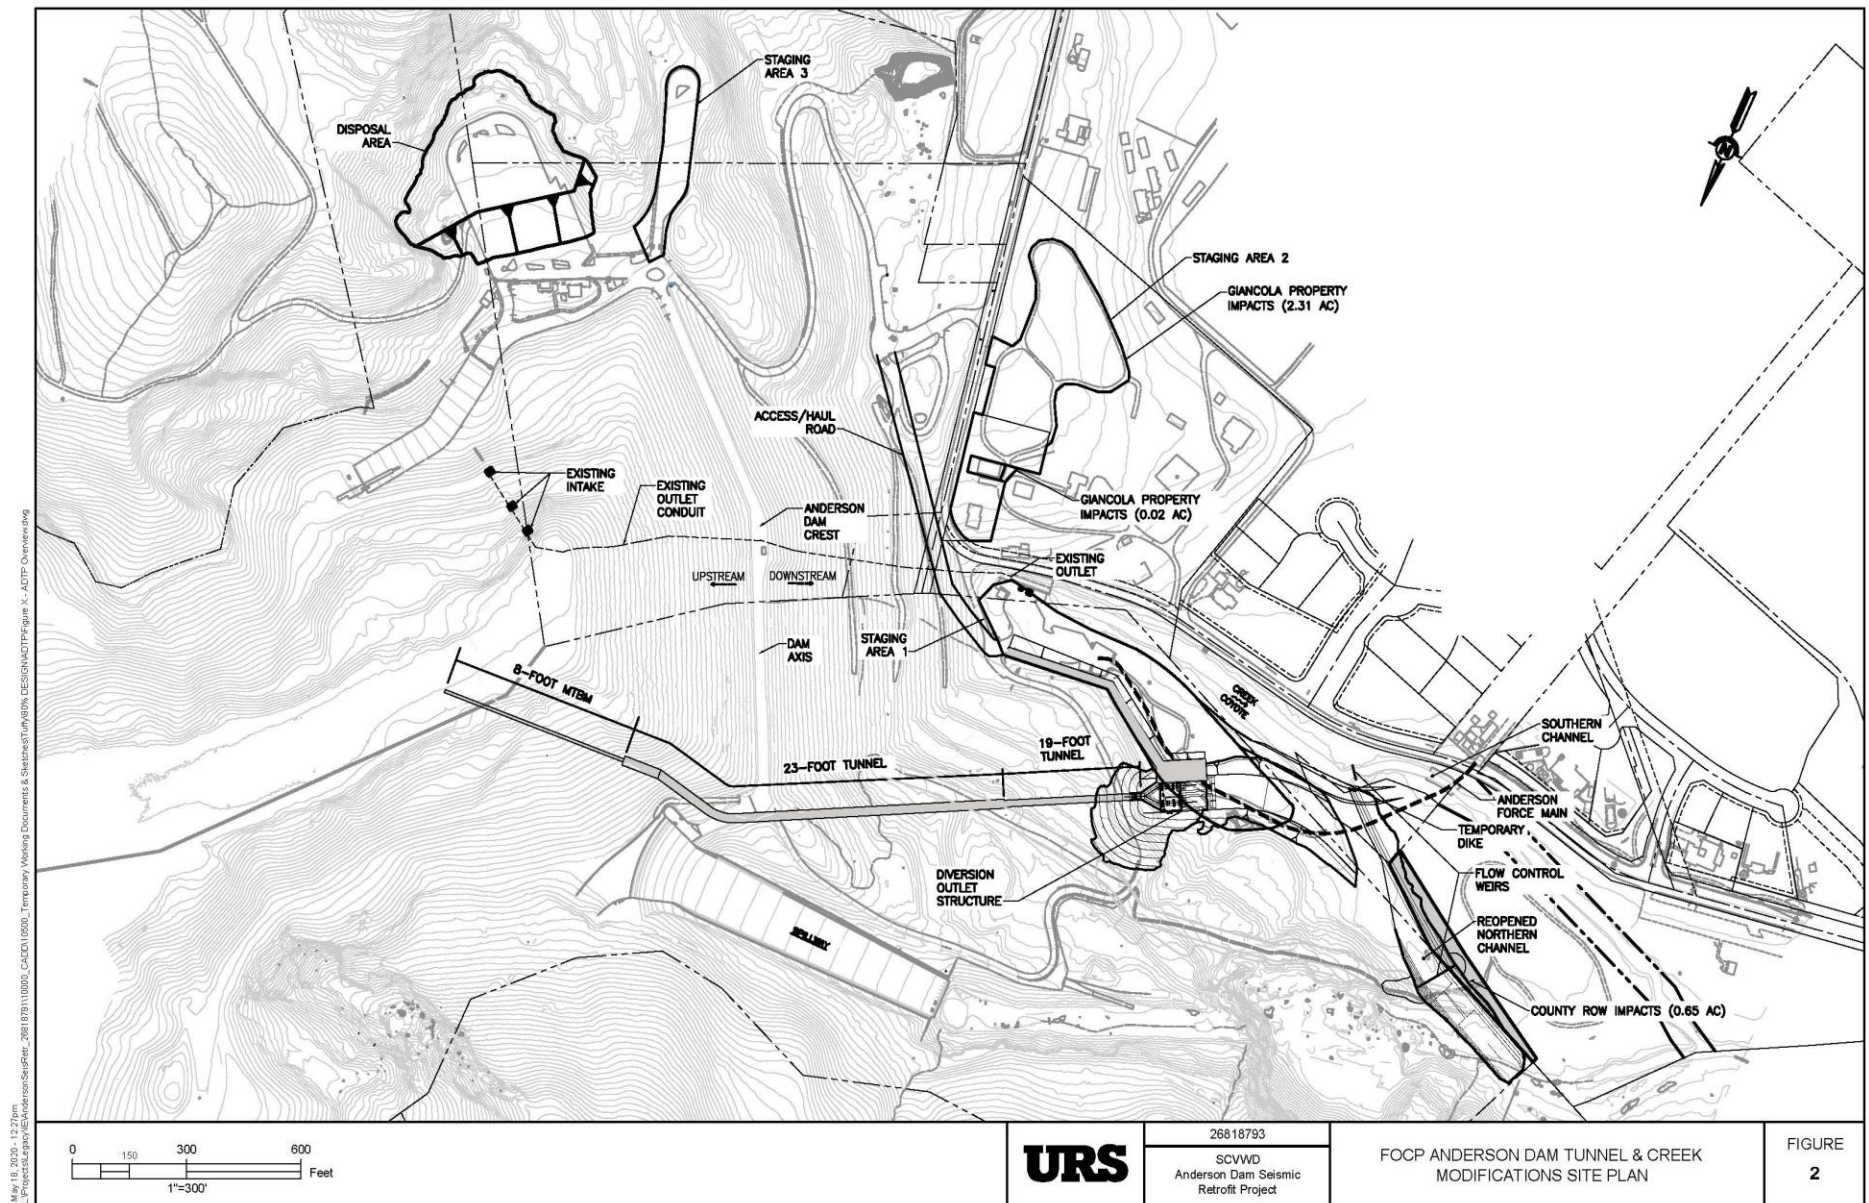 STAGING
AREA 3
DISPOSAL
AREA
N
STAGING AREA 2
GIANCOLA PROPERTY
IMPACTS (2.31 AC)
ACCESS/HAUL
ROAD
EXISTING
INTAKE
EXISTING
OUTLET
CONDUIT
ANDERSON
DAM
CREST
GIANCOLA PROPERTY
IMPACTS (0.02 AC)
EXISTING
OUTLET
UPSTREAM
DOWNSTREAM
DAM
AXIS
STAGING
AREA 1
8-FOOT MTBM
23-FOOT TUNNEL
19-FOOT
TUNNEL
CREEK
COYOTE
SOUTHERN
CHANNEL
ANDERSON
FORCE MAIN
TEMPORARY
DIKE
FLOW CONTROL
WEIRS
REOPENED
NORTHERN
CHANNEL
DIVERSION
OUTLET
STRUCTURE
SPILLWAY
COUNTY ROW IMPACTS (0.65 AC)
May 18, 2020 - 12:27pm
0 150 300 600
Feet
1"=300'
URS
26818793
SCVWD
Anderson Dam Seismic
Retrofit Project
FOCP ANDERSON DAM TUNNEL & CREEK
MODIFICATIONS SITE PLAN
FIGURE
2